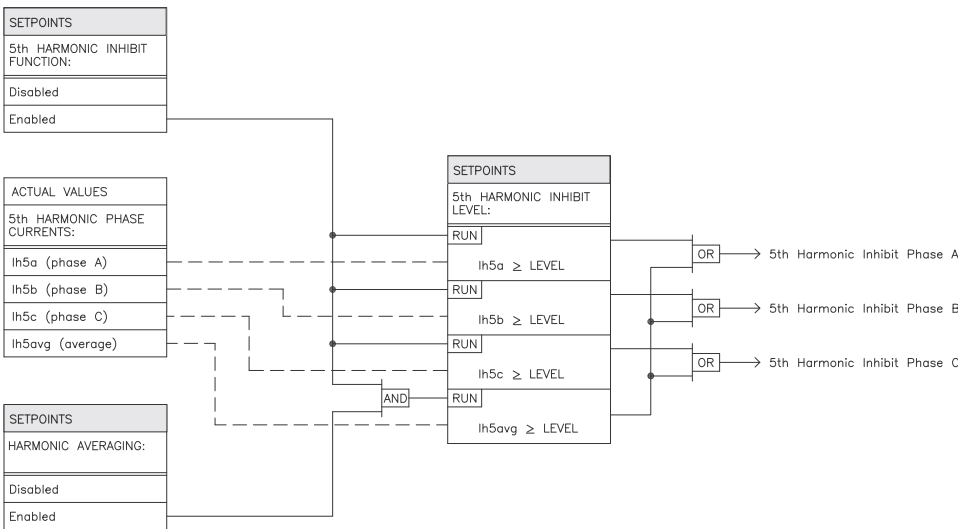 SETPOINTS
5th HARMONIC INHIBIT
FUNCTION:
Disabled
Enabled
ACTUAL VALUES
5th HARMONIC PHASE
CURRENTS:
Ih5a (phase A)
Ih5b (phase B)
Ih5c (phase C)
Ih5avg (average)
SETPOINTS
HARMONIC AVERAGING:
Disabled
Enabled
AND
SETPOINTS
5th HARMONIC INHIBIT
LEVEL:
RUN
Ih5a ≥ LEVEL
RUN
Ih5b ≥ LEVEL
RUN
Ih5c ≥ LEVEL
RUN
Ih5avg ≥ LEVEL
OR
5th Harmonic Inhibit Phase A
OR
5th Harmonic Inhibit Phase B
OR
5th Harmonic Inhibit Phase C